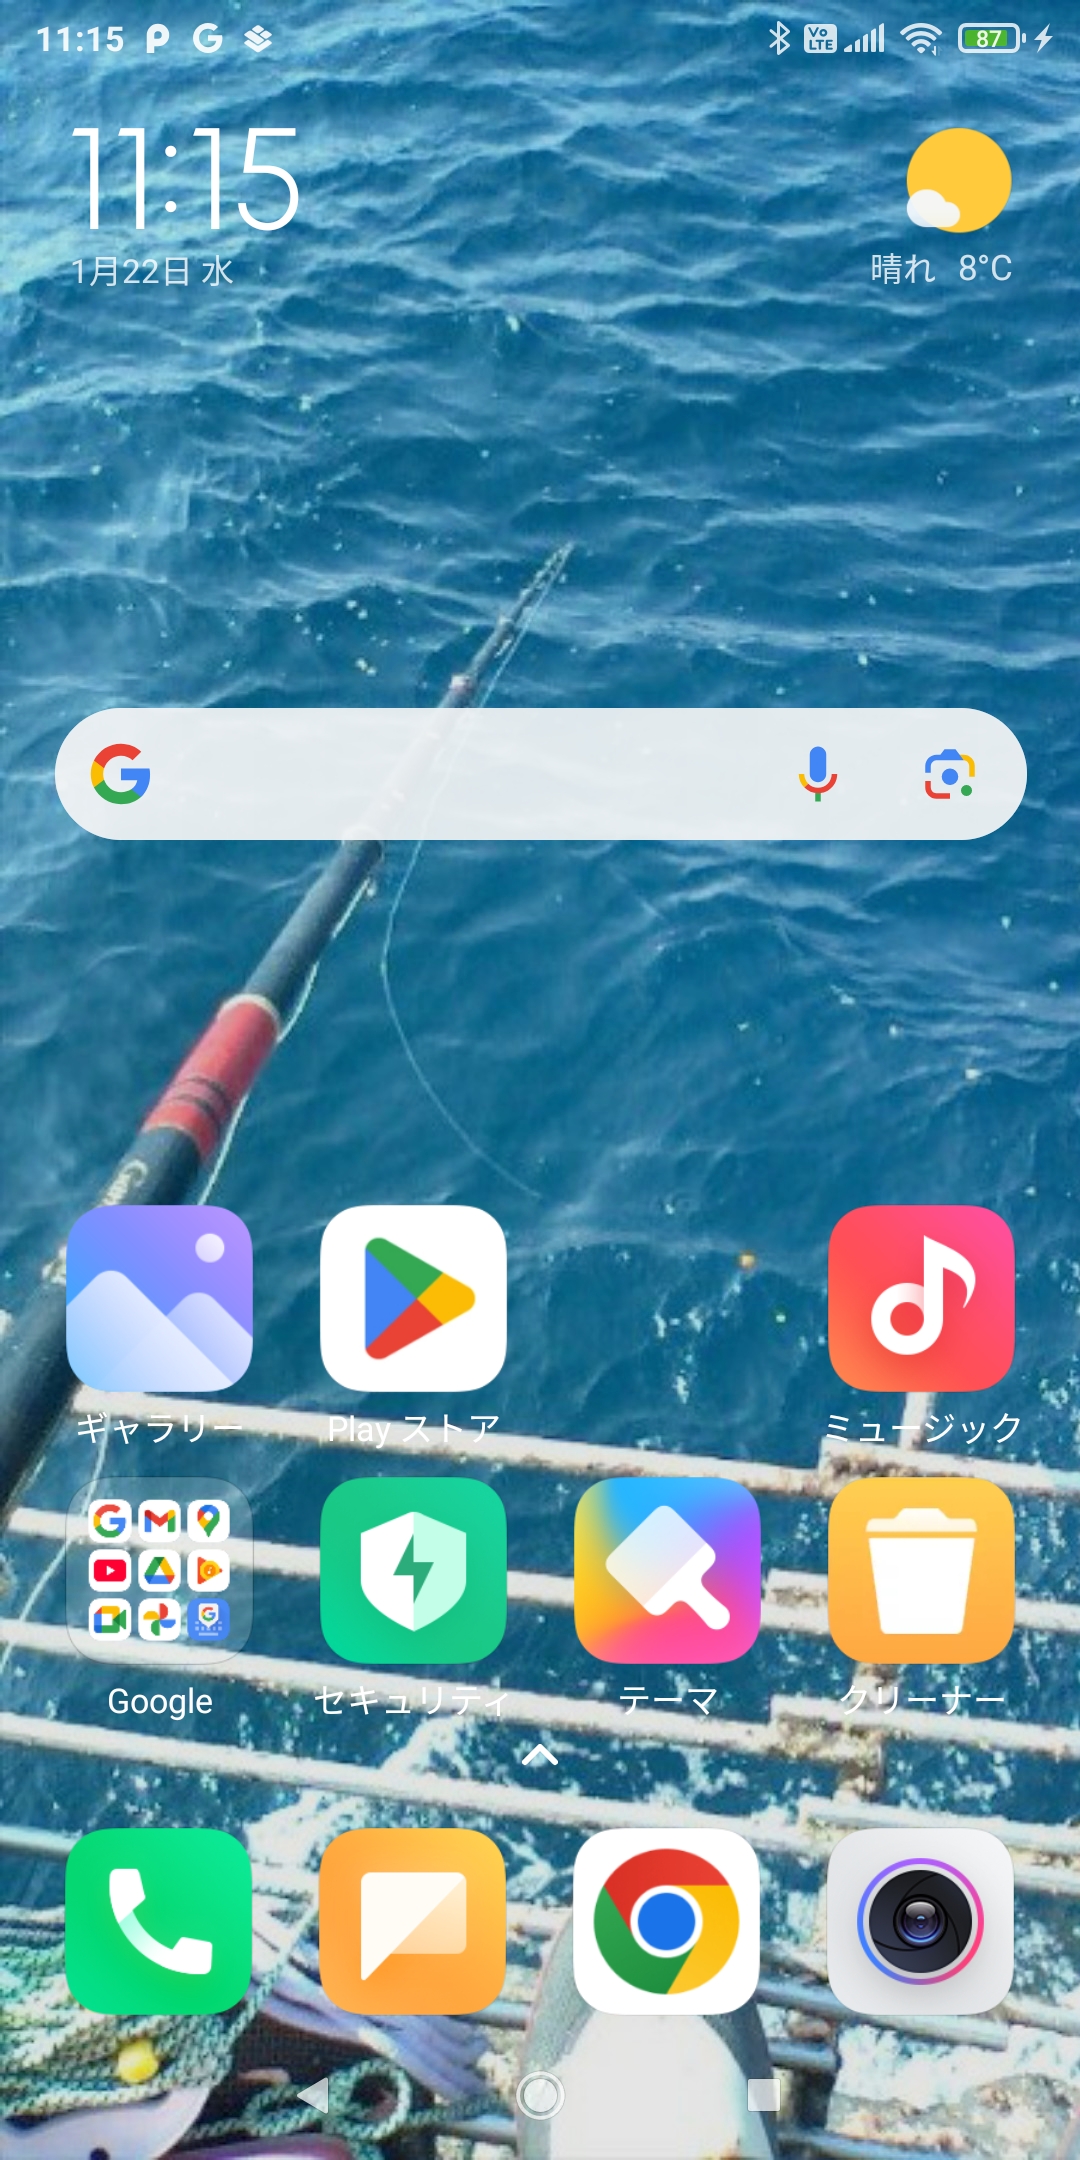 11:15
Vo LTE
87
11:15
1月22日 水
晴れ 8°C
ギャラリー
Play ストア
ミュージック
Google
セキュリティ
テーマ
クリーナー